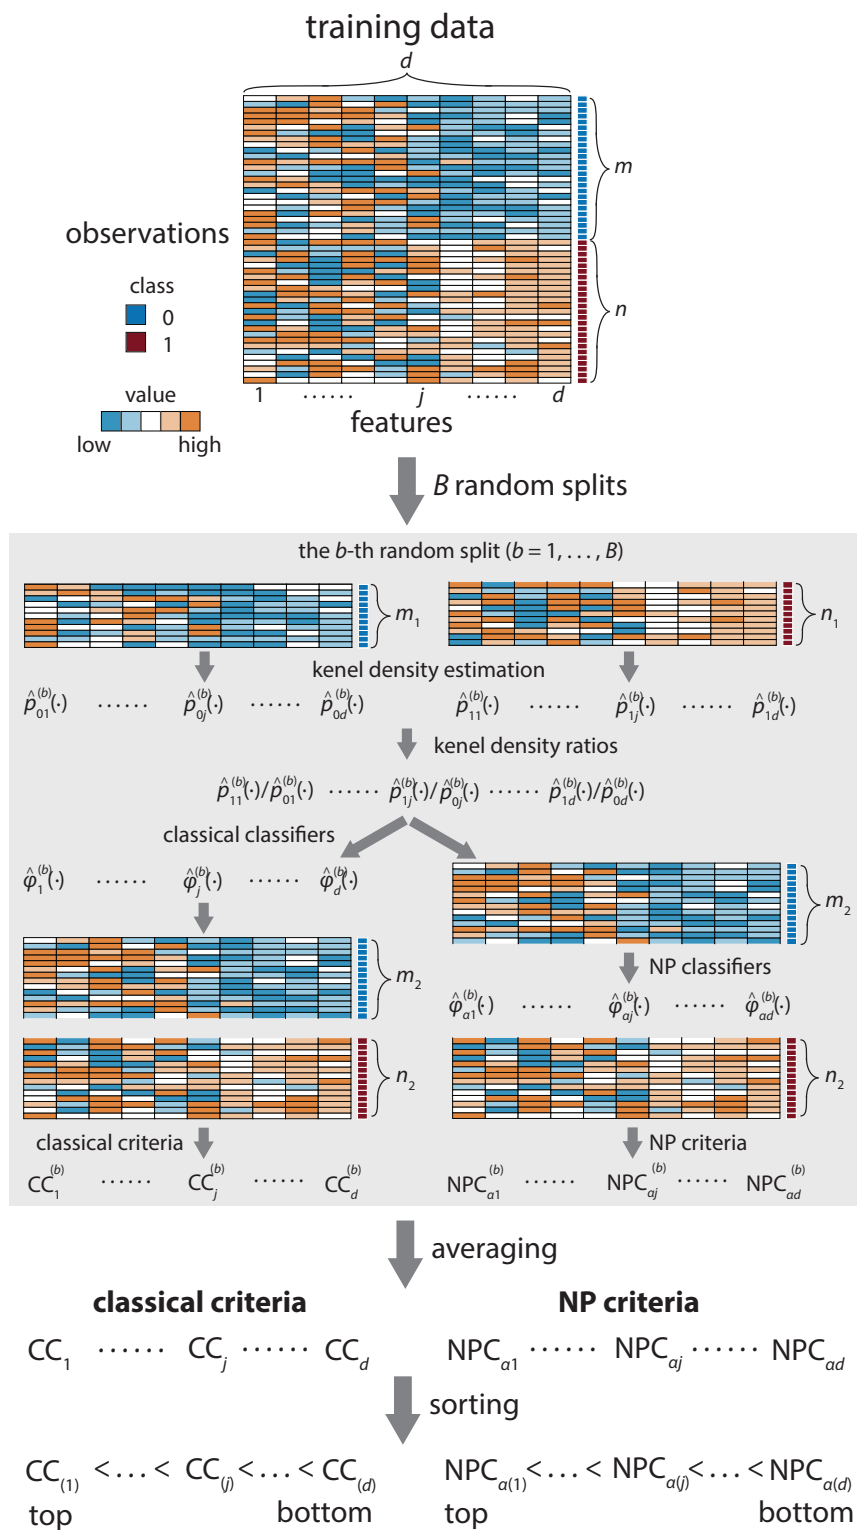 training data
d
m
observations
class
0
1
n
value
low high
1 ······ j ······ d
features
B random splits
the b-th random split (b = 1, . . . , B)
m₁
n₁
kenel density estimation
p̂₀₁⁽ᵇ⁾(·) ······ p̂₀ⱼ⁽ᵇ⁾(·) ······ p̂₀d⁽ᵇ⁾(·) p̂₁₁⁽ᵇ⁾(·) ······ p̂₁ⱼ⁽ᵇ⁾(·) ······ p̂₁d⁽ᵇ⁾(·)
kenel density ratios
p̂₁₁⁽ᵇ⁾(·)/p̂₀₁⁽ᵇ⁾(·) ······ p̂₁ⱼ⁽ᵇ⁾(·)/p̂₀ⱼ⁽ᵇ⁾(·) ······ p̂₁d⁽ᵇ⁾(·)/p̂₀d⁽ᵇ⁾(·)
classical classifiers
φ̂₁⁽ᵇ⁾(·) ······ φ̂ⱼ⁽ᵇ⁾(·) ······ φ̂d⁽ᵇ⁾(·)
m₂
m₂
NP classifiers
φ̂α1⁽ᵇ⁾(·) ······ φ̂αj⁽ᵇ⁾(·) ······ φ̂αd⁽ᵇ⁾(·)
n₂
n₂
classical criteria
NP criteria
CC₁⁽ᵇ⁾ ······ CCⱼ⁽ᵇ⁾ ······ CCd⁽ᵇ⁾ NPCα1⁽ᵇ⁾ ······ NPCαj⁽ᵇ⁾ ······ NPCαd⁽ᵇ⁾
averaging
classical criteria NP criteria
CC₁ ······ CCⱼ ······ CCd NPCα1 ······ NPCαj ······ NPCαd
sorting
CC₍₁₎ < . . . < CC(j) < . . . < CC(d) NPCα(1) < . . . < NPCα(j) < . . . < NPCα(d)
top bottom top bottom